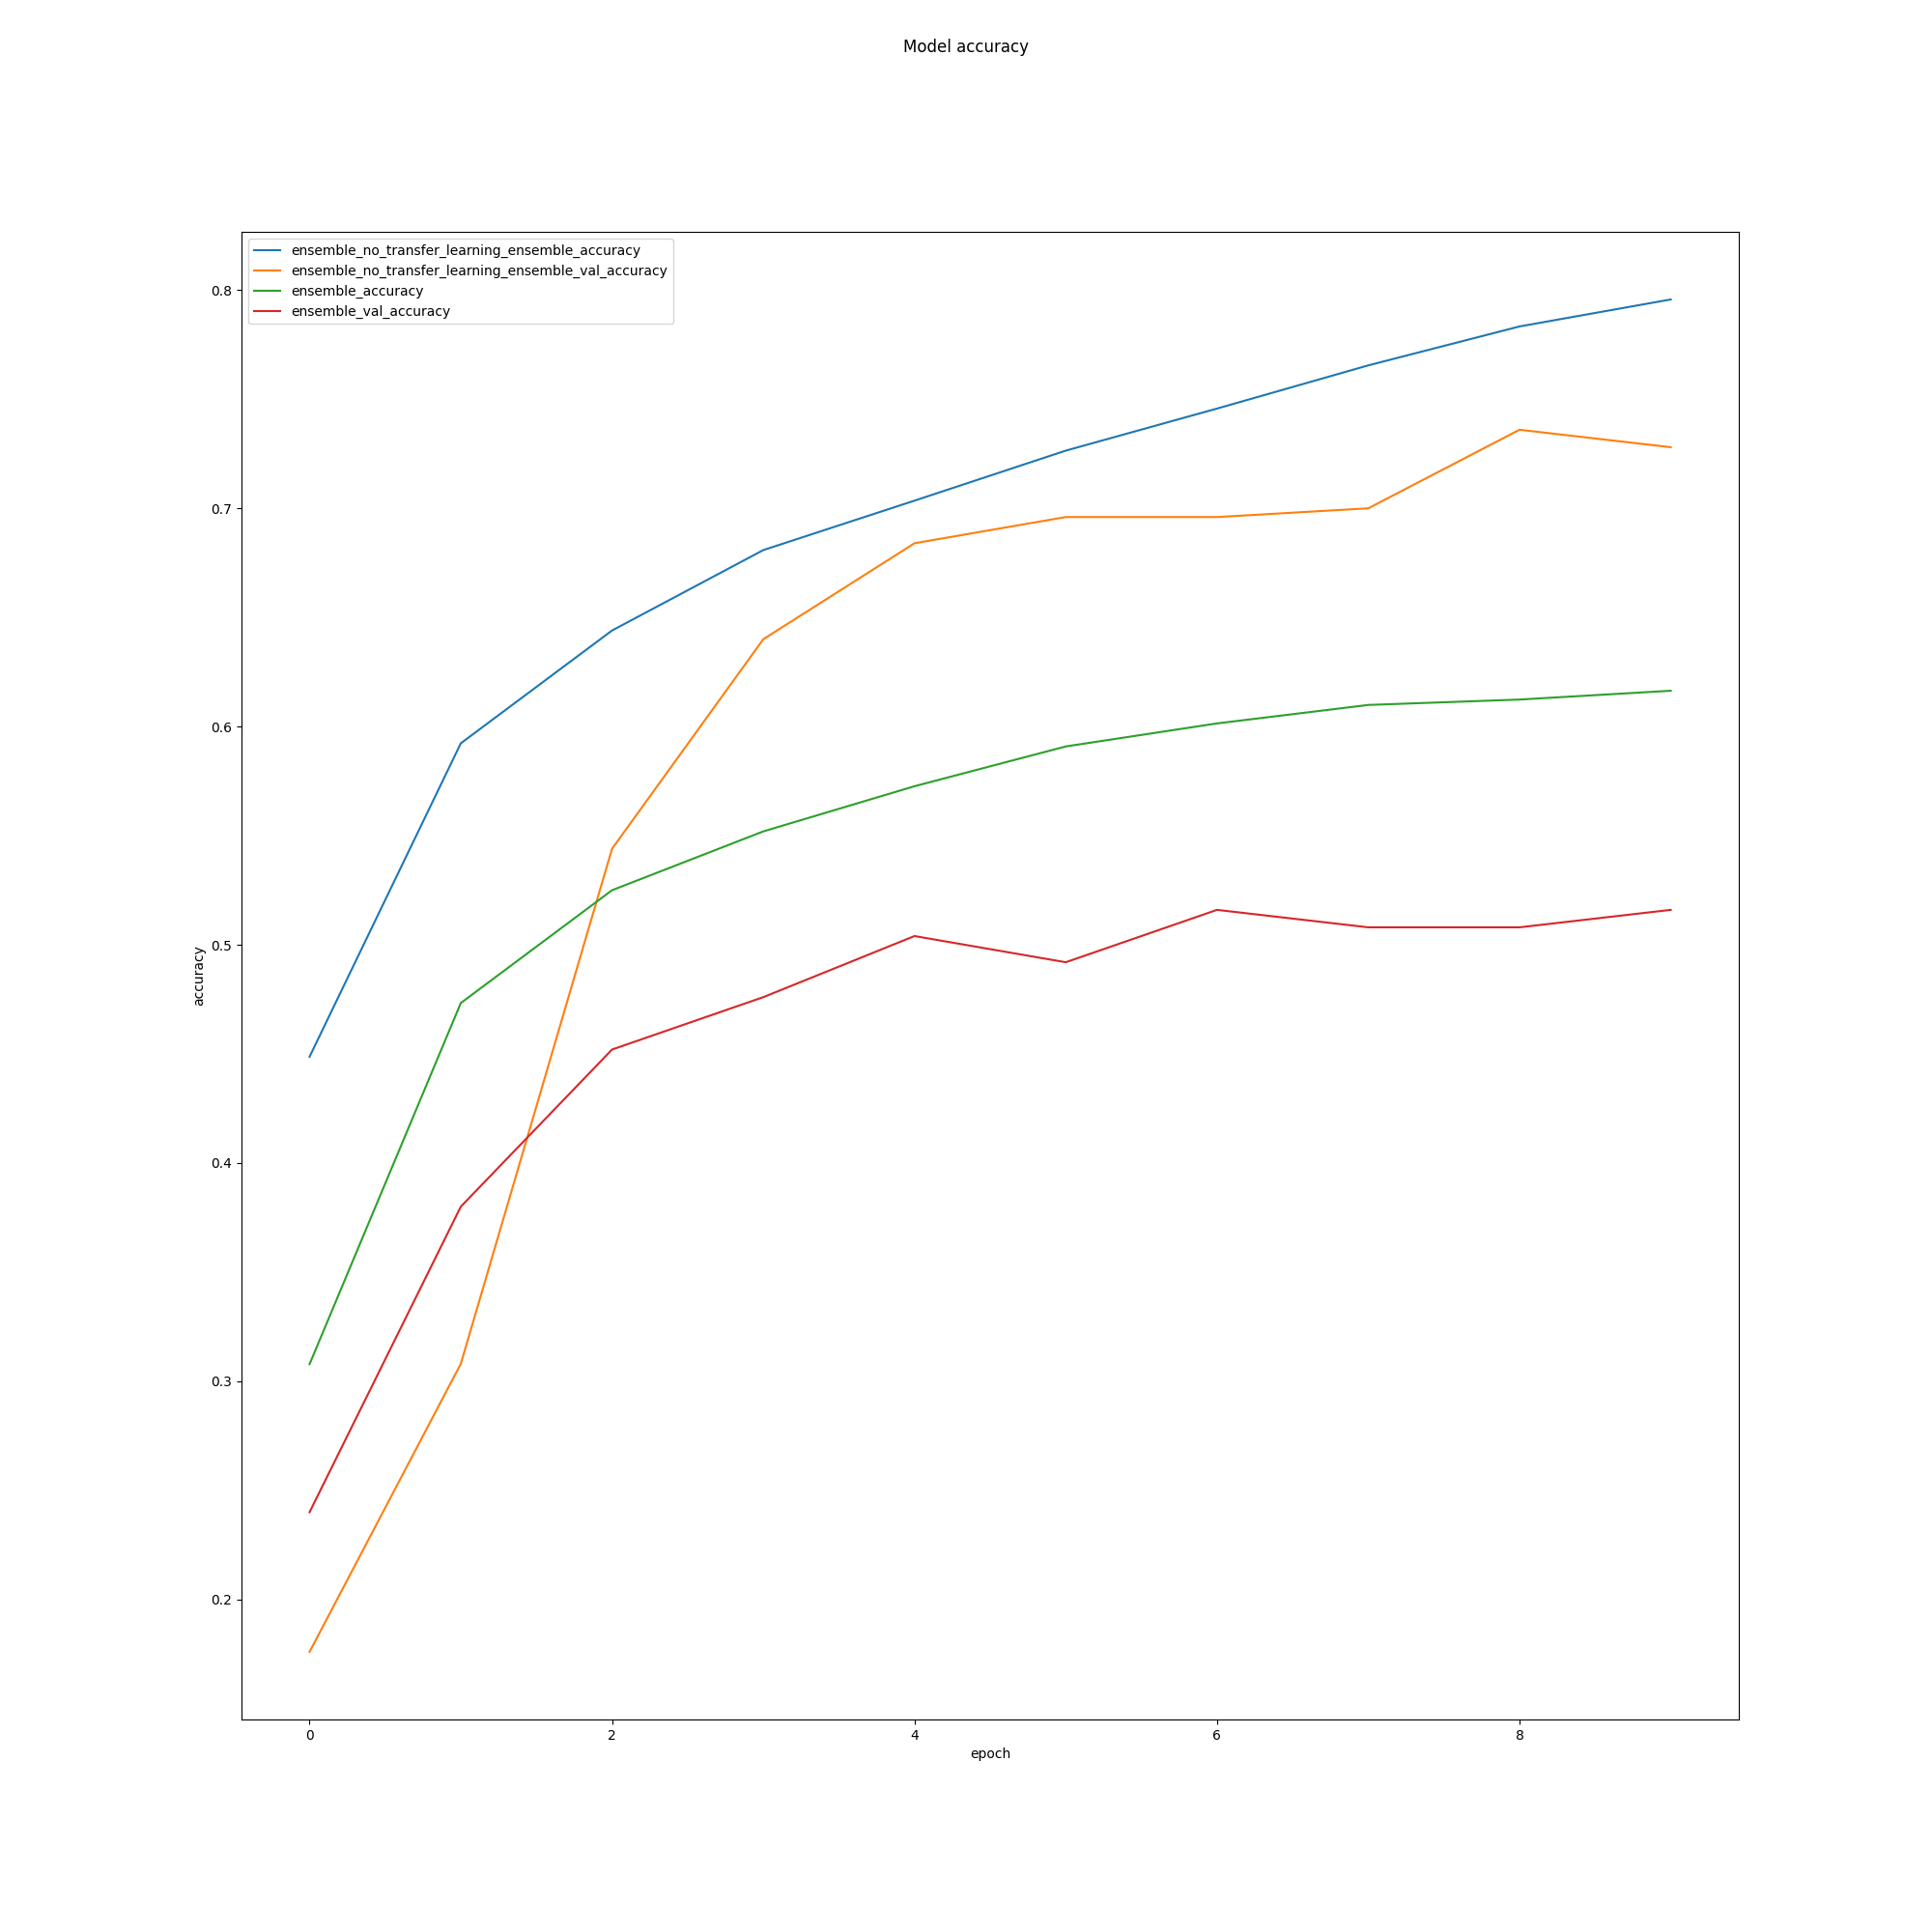 Model accuracy
ensemble_no_transfer_learning_ensemble_accuracy
ensemble_no_transfer_learning_ensemble_val_accuracy
ensemble_accuracy
ensemble_val_accuracy
0.8
0.7
0.6
0.5
0.4
0.3
0.2
accuracy
0 2 4 6 8
epoch